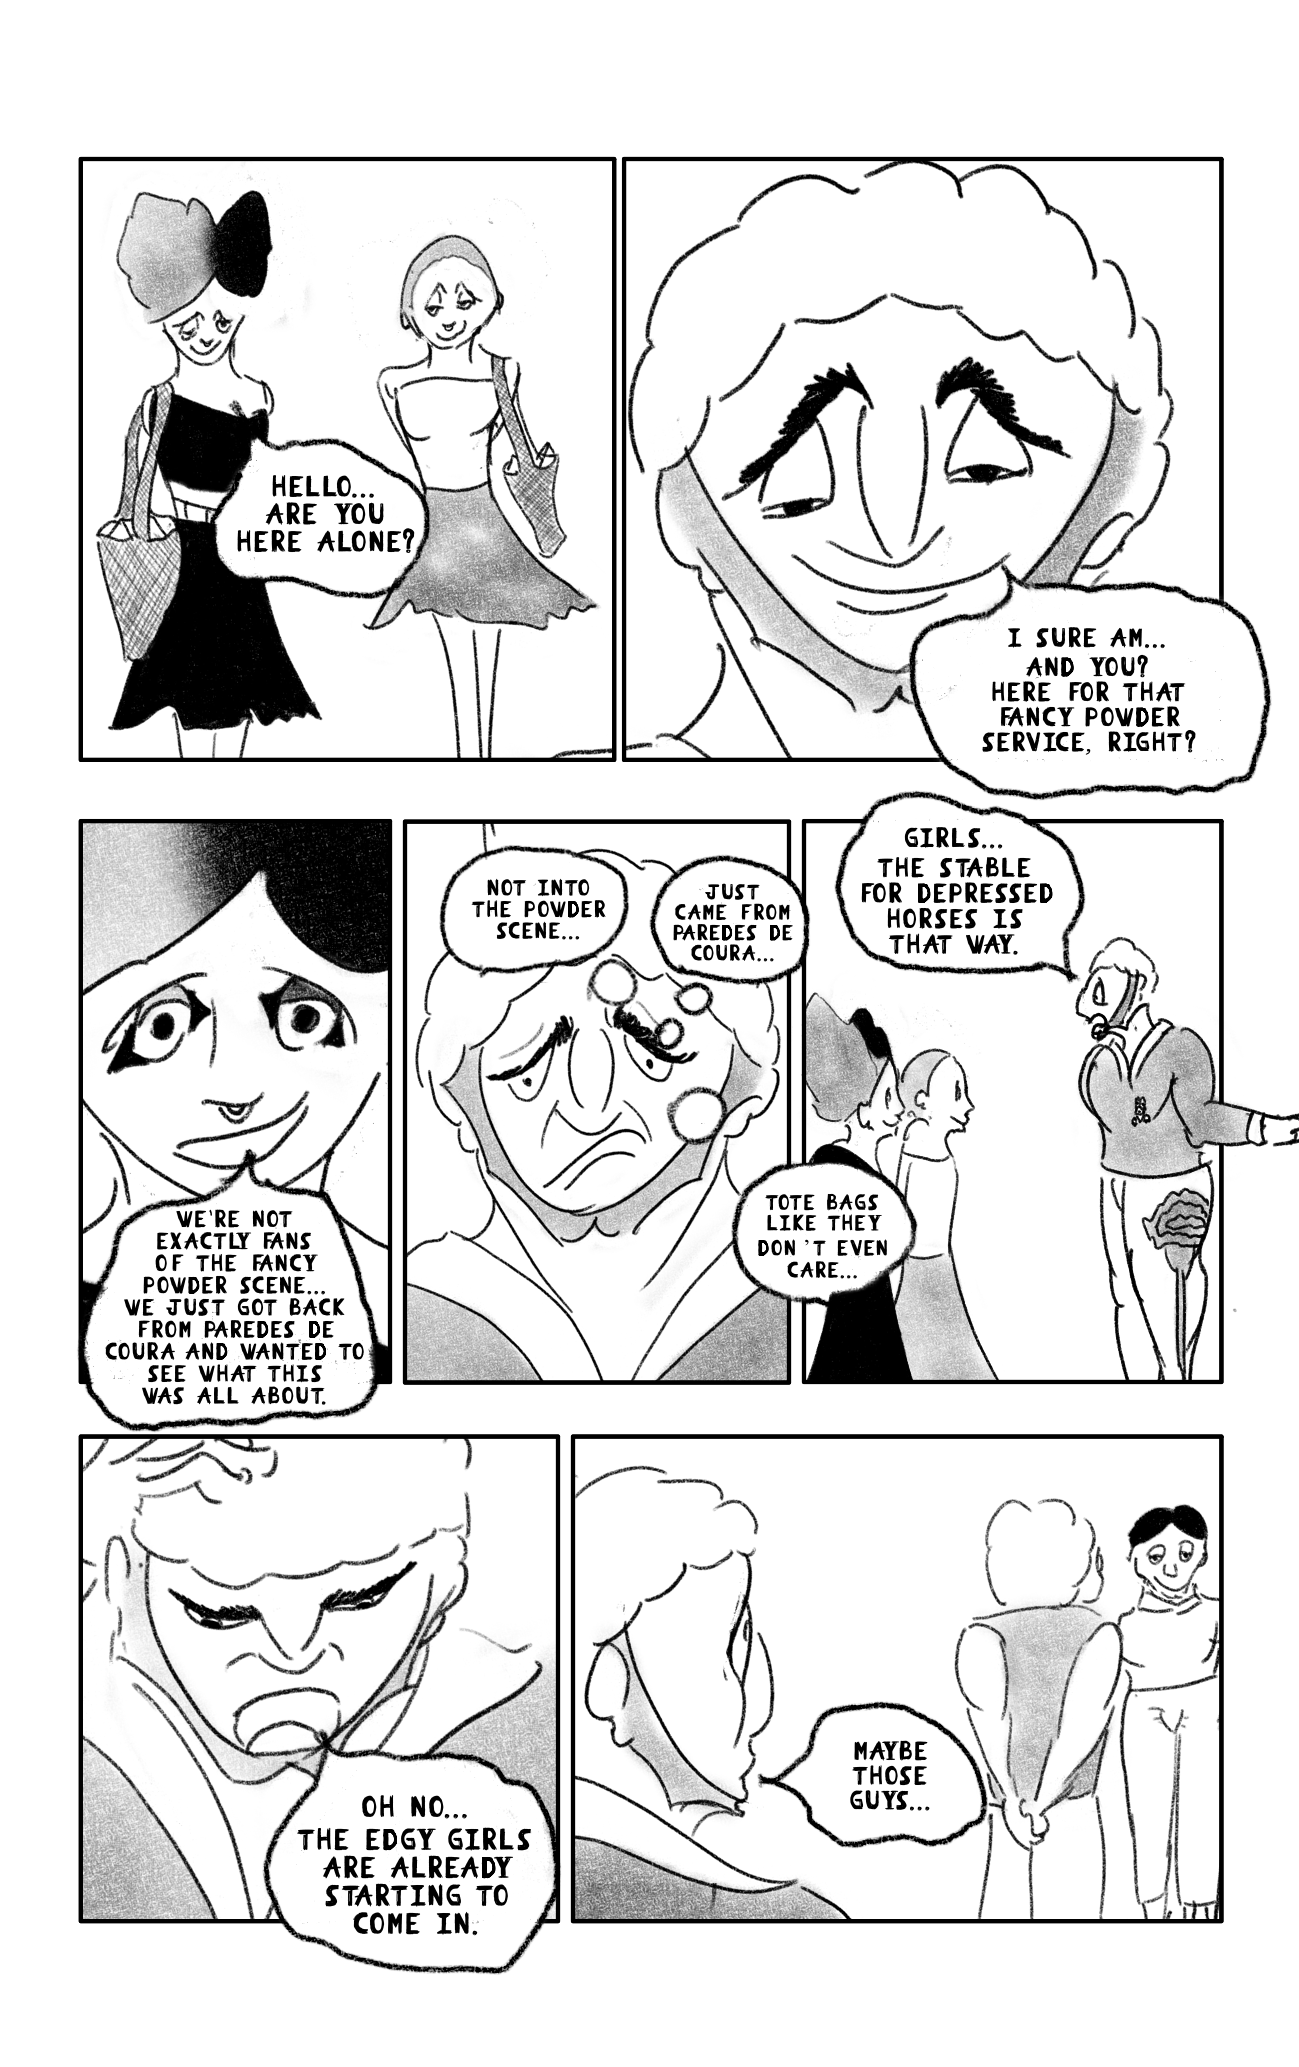 HELLO...
ARE YOU
HERE ALONE?
I SURE AM...
AND YOU?
HERE FOR THAT
FANCY POWDER
SERVICE, RIGHT?
WE'RE NOT
EXACTLY FANS
OF THE FANCY
POWDER SCENE...
WE JUST GOT BACK
FROM PAREDES DE
COURA AND WANTED TO
SEE WHAT THIS
WAS ALL ABOUT.
NOT INTO
THE POWDER
SCENE...
JUST
CAME FROM
PAREDES DE
COURA...
TOTE BAGS
LIKE THEY
DON'T EVEN
CARE...
GIRLS...
THE STABLE
FOR DEPRESSED
HORSES IS
THAT WAY.
OH NO...
THE EDGY GIRLS
ARE ALREADY
STARTING TO
COME IN.
MAYBE
THOSE
GUYS...